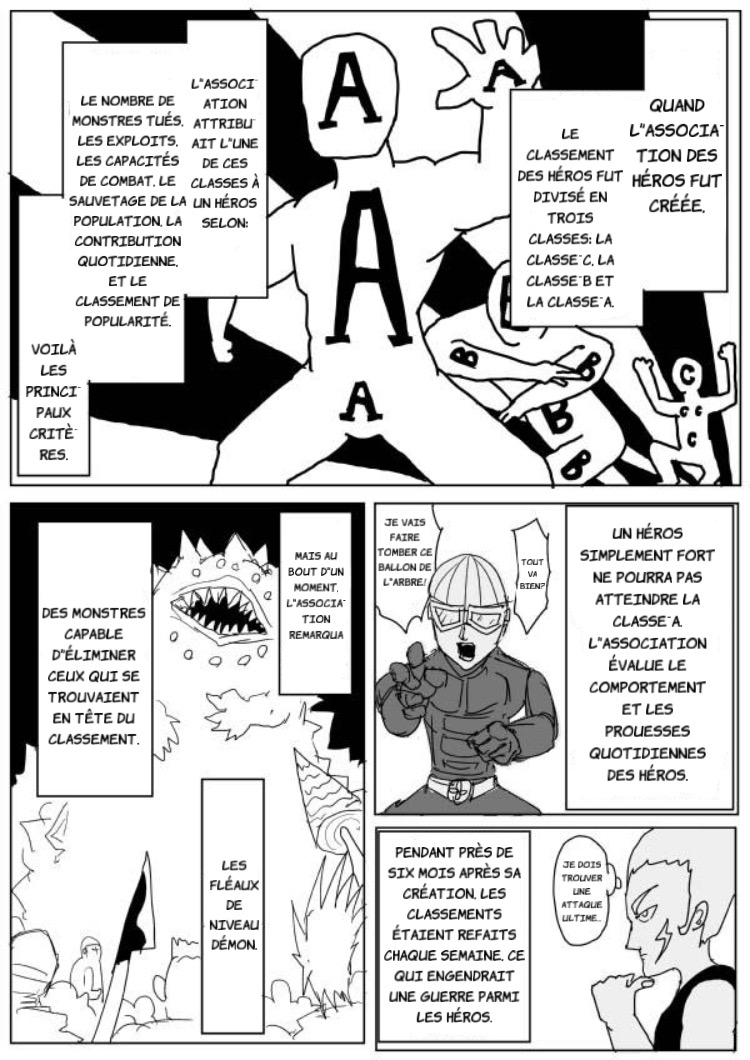 QUAND
L"ASSOCIA-
TION DES
HÉROS FUT
CRÉÉE,
LE
CLASSEMENT
DES HÉROS FUT
DIVISÉ EN
TROIS
CLASSES: LA
CLASSE-C, LA
CLASSE-B ET
LA CLASSE-A.
L"ASSOCI-
ATION
ATTRIBU-
AIT L"UNE
DE CES
CLASSES À
UN HÉROS
SELON:
LE NOMBRE DE
MONSTRES TUÉS,
LES EXPLOITS,
LES CAPACITÉS
DE COMBAT, LE
SAUVETAGE DE LA
POPULATION, LA
CONTRIBUTION
QUOTIDIENNE,
ET LE
CLASSEMENT DE
POPULARITÉ.
VOILÀ
LES
PRINCI-
PAUX
CRITÈ-
RES.
A
A
A
A
B
B
B
B
B
B
C
C
C
C
C
UN HÉROS
SIMPLEMENT FORT
NE POURRA PAS
ATTEINDRE LA
CLASSE-A.
L"ASSOCIATION
ÉVALUE LE
COMPORTEMENT
ET LES
PROUESSES
QUOTIDIENNES
DES HÉROS.
TOUT
VA
BIEN?
JE VAIS
FAIRE
TOMBER CE
BALLON DE
L"ARBRE!
JE DOIS
TROUVER
UNE
ATTAQUE
ULTIME..
PENDANT PRÈS DE
SIX MOIS APRÈS SA
CRÉATION, LES
CLASSEMENTS
ÉTAIENT REFAITS
CHAQUE SEMAINE, CE
QUI ENGENDRAIT
UNE GUERRE PARMI
LES HÉROS.
MAIS AU
BOUT D"UN
MOMENT,
L"ASSOCIA-
TION
REMARQUA
DES MONSTRES
CAPABLE
D"ÉLIMINER
CEUX QUI SE
TROUVAIENT
EN TÊTE DU
CLASSEMENT.
LES
FLÉAUX
DE
NIVEAU
DÉMON.